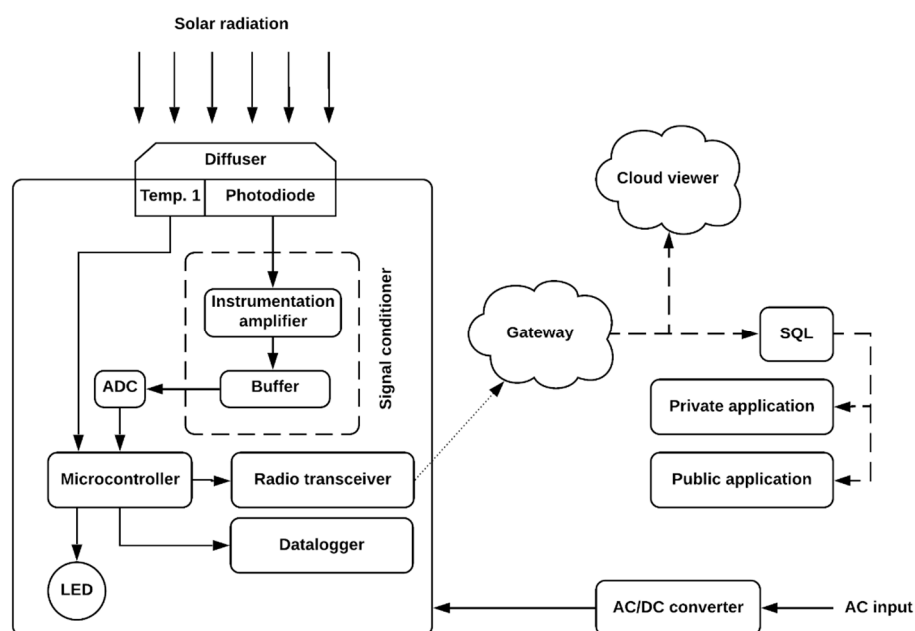 Solar radiation
Diffuser
Temp. 1
Photodiode
Instrumentation
amplifier
Signal conditioner
Buffer
ADC
Microcontroller
Radio transceiver
Datalogger
LED
Gateway
Cloud viewer
SQL
Private application
Public application
AC/DC converter
AC input